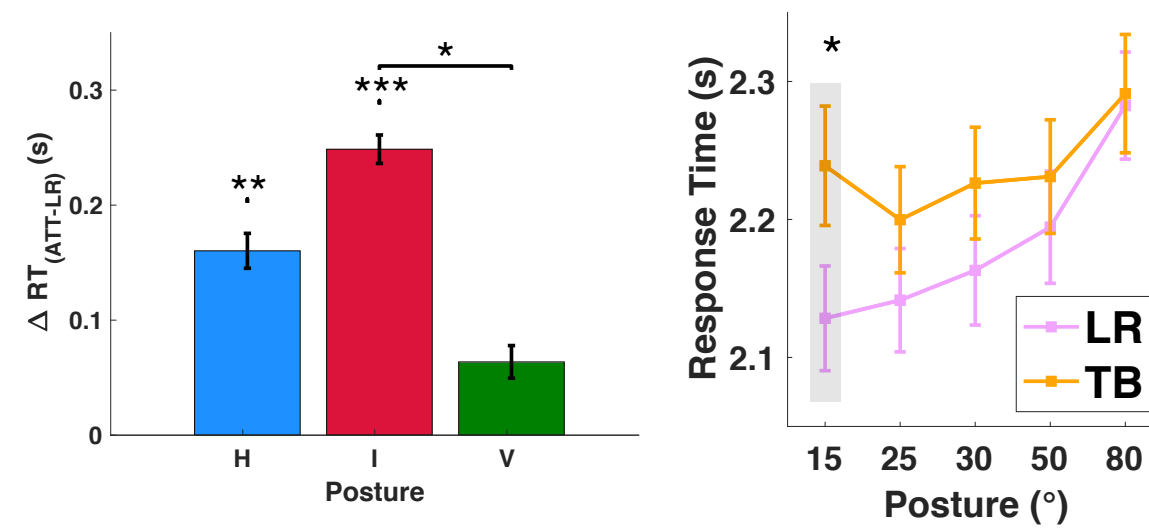 Δ RT(ATT-LR) (s)
0.3
0.2
0.1
0
**
***
*
H I V
Posture
Response Time (s)
2.3
2.2
2.1
*
LR
TB
15 25 30 50 80
Posture (°)